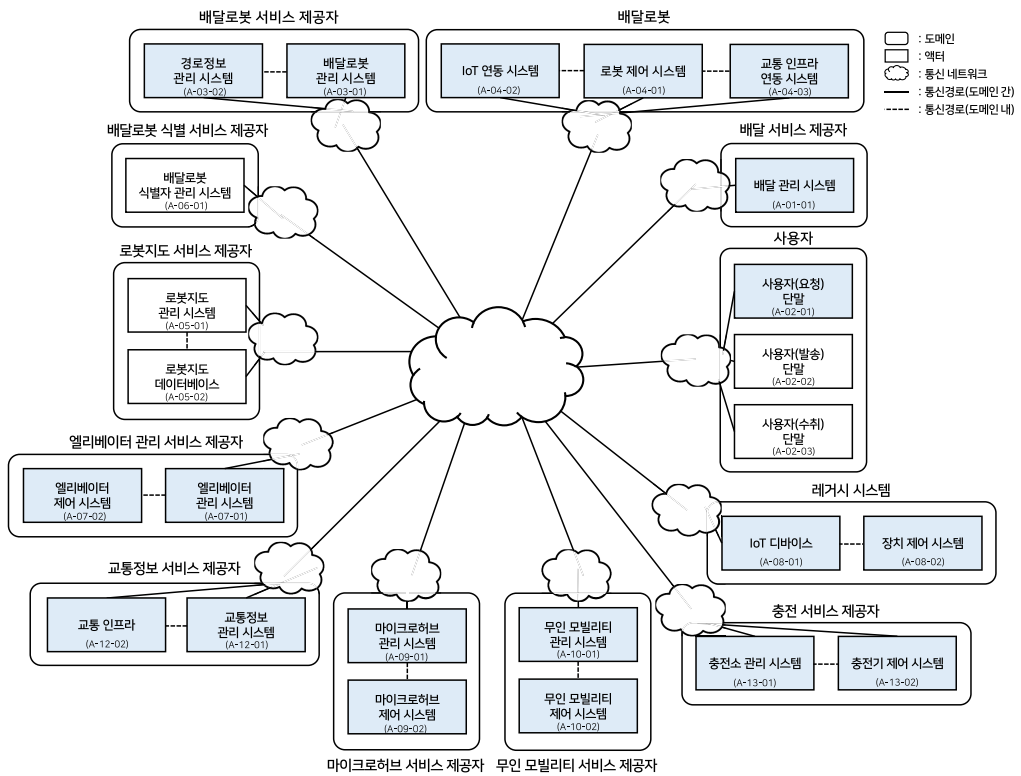 배달로봇 서비스 제공자
경로정보
관리 시스템
(A-03-02)
배달로봇
관리 시스템
(A-03-01)
배달로봇
IoT 연동 시스템
(A-04-02)
로봇 제어 시스템
(A-04-01)
교통 인프라
연동 시스템
(A-04-03)
: 도메인
: 액터
: 통신 네트워크
: 통신경로(도메인 간)
: 통신경로(도메인 내)
배달로봇 식별 서비스 제공자
배달로봇
식별자 관리 시스템
(A-06-01)
배달 서비스 제공자
배달 관리 시스템
(A-01-01)
로봇지도 서비스 제공자
로봇지도
관리 시스템
(A-05-01)
로봇지도
데이터베이스
(A-05-02)
사용자
사용자(요청)
단말
(A-02-01)
사용자(발송)
단말
(A-02-02)
사용자(수취)
단말
(A-02-03)
엘리베이터 관리 서비스 제공자
엘리베이터
제어 시스템
(A-07-02)
엘리베이터
관리 시스템
(A-07-01)
레거시 시스템
IoT 디바이스
(A-08-01)
장치 제어 시스템
(A-08-02)
교통정보 서비스 제공자
교통 인프라
(A-12-02)
교통정보
관리 시스템
(A-12-01)
마이크로허브
관리 시스템
(A-09-01)
마이크로허브
제어 시스템
(A-09-02)
마이크로허브 서비스 제공자
무인 모빌리티
관리 시스템
(A-10-01)
무인 모빌리티
제어 시스템
(A-10-02)
무인 모빌리티 서비스 제공자
충전 서비스 제공자
충전소 관리 시스템
(A-13-01)
충전기 제어 시스템
(A-13-02)